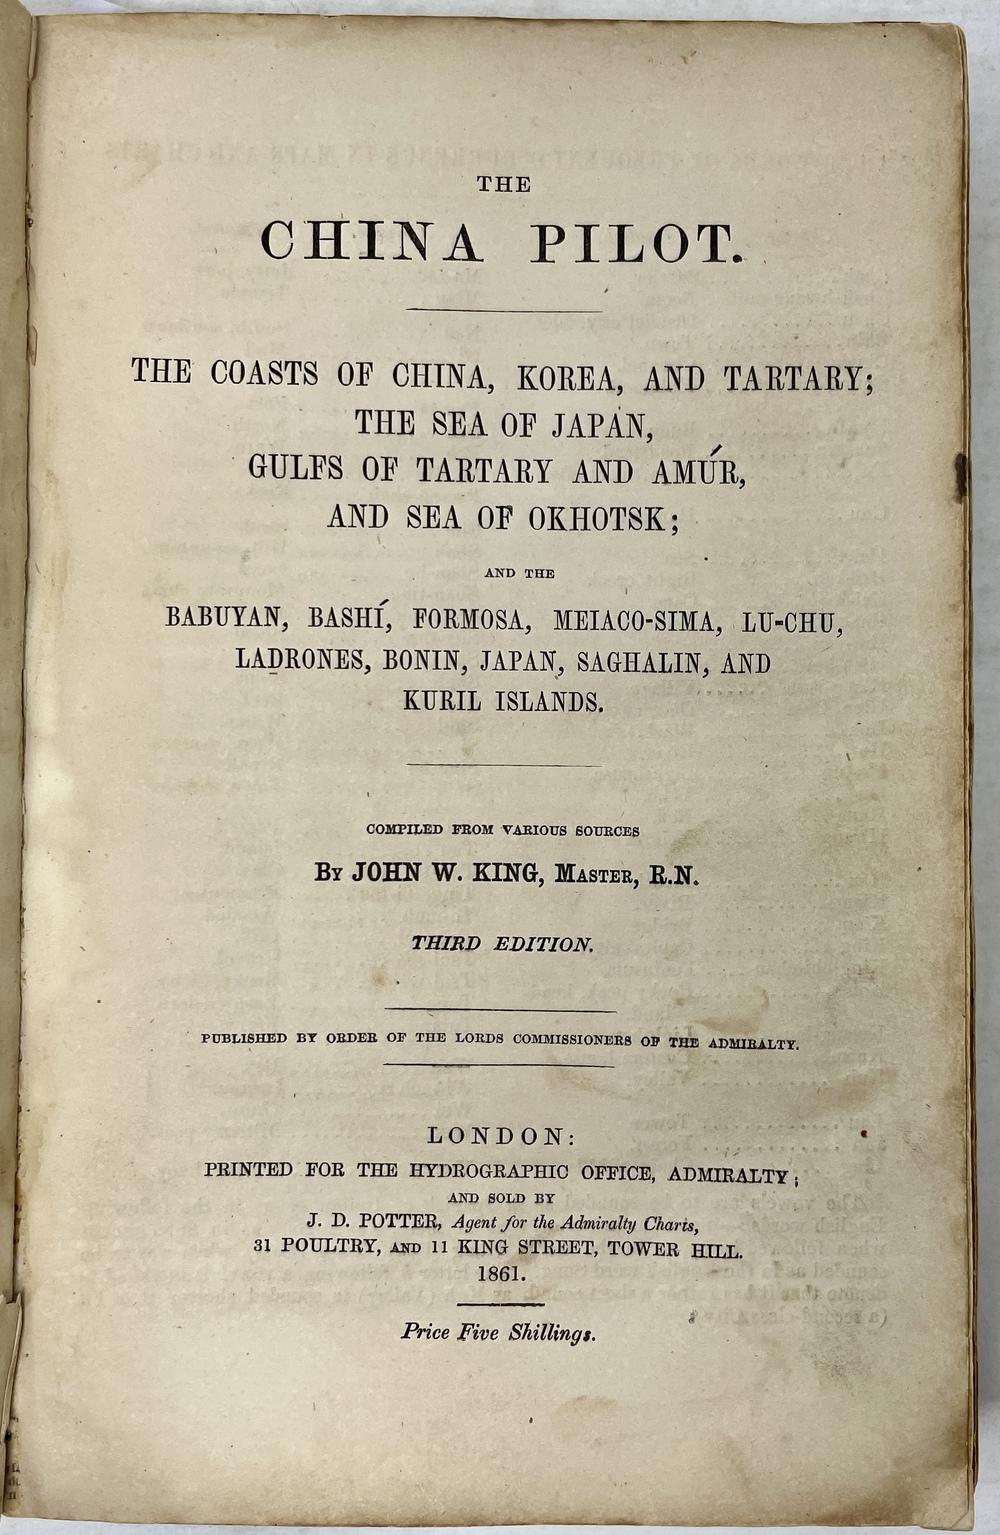 THE
CHINA PILOT.
THE COASTS OF CHINA, KOREA, AND TARTARY;
THE SEA OF JAPAN,
GULFS OF TARTARY AND AMÚR,
AND SEA OF OKHOTSK;
AND THE
BABUYAN, BASHÍ, FORMOSA, MEIACO-SIMA, LU-CHU,
LADRONES, BONIN, JAPAN, SAGHALIN, AND
KURIL ISLANDS.
COMPILED FROM VARIOUS SOURCES
BY JOHN W. KING, MASTER, R.N.
THIRD EDITION.
PUBLISHED BY ORDER OF THE LORDS COMMISSIONERS OF THE ADMIRALTY.
LONDON:
PRINTED FOR THE HYDROGRAPHIC OFFICE, ADMIRALTY;
AND SOLD BY
J. D. POTTER, Agent for the Admiralty Charts,
31 POULTRY, AND 11 KING STREET, TOWER HILL.
1861.
Price Five Shillings.